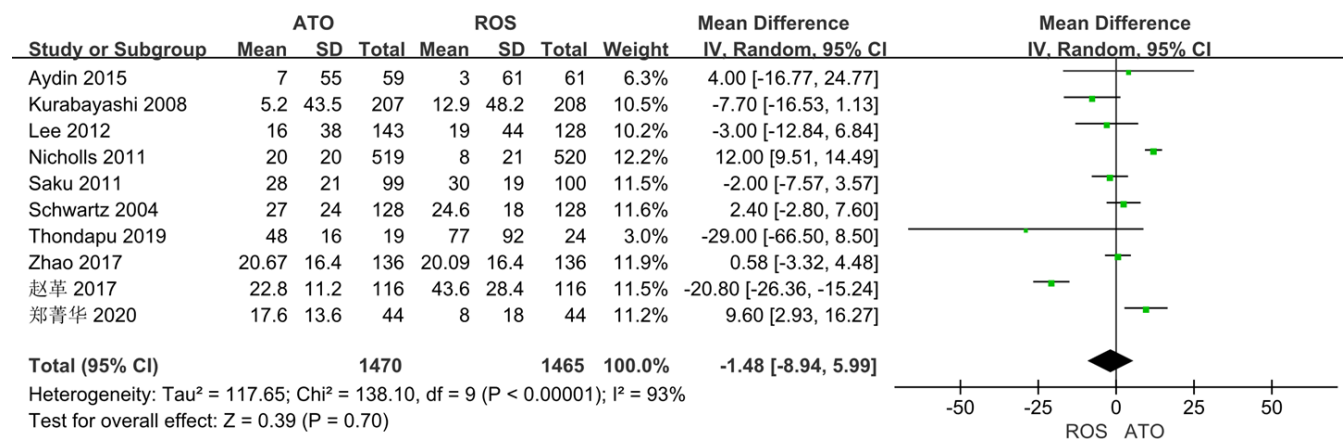 ATO ROS Mean Difference Mean Difference
Study or Subgroup Mean SD Total Mean SD Total Weight IV, Random, 95% CI IV, Random, 95% CI
Aydin 2015 7 55 59 3 61 61 6.3% 4.00 [-16.77, 24.77]
Kurabayashi 2008 5.2 43.5 207 12.9 48.2 208 10.5% -7.70 [-16.53, 1.13]
Lee 2012 16 38 143 19 44 128 10.2% -3.00 [-12.84, 6.84]
Nicholls 2011 20 20 519 8 21 520 12.2% 12.00 [9.51, 14.49]
Saku 2011 28 21 99 30 19 100 11.5% -2.00 [-7.57, 3.57]
Schwartz 2004 27 24 128 24.6 18 128 11.6% 2.40 [-2.80, 7.60]
Thondapu 2019 48 16 19 77 92 24 3.0% -29.00 [-66.50, 8.50]
Zhao 2017 20.67 16.4 136 20.09 16.4 136 11.9% 0.58 [-3.32, 4.48]
赵革 2017 22.8 11.2 116 43.6 28.4 116 11.5% -20.80 [-26.36, -15.24]
郑菁华 2020 17.6 13.6 44 8 18 44 11.2% 9.60 [2.93, 16.27]
Total (95% CI) 1470 1465 100.0% -1.48 [-8.94, 5.99]
Heterogeneity: Tau² = 117.65; Chi² = 138.10, df = 9 (P < 0.00001); I² = 93%
Test for overall effect: Z = 0.39 (P = 0.70)
-50 -25 0 25 50
ROS ATO